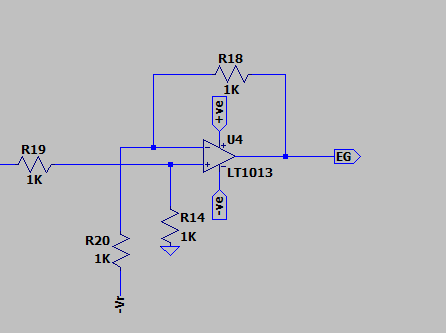 R18
1K
+ve
U4
EG
R19
1K
LT1013
-ve
R14
1K
R20
1K
-Vr